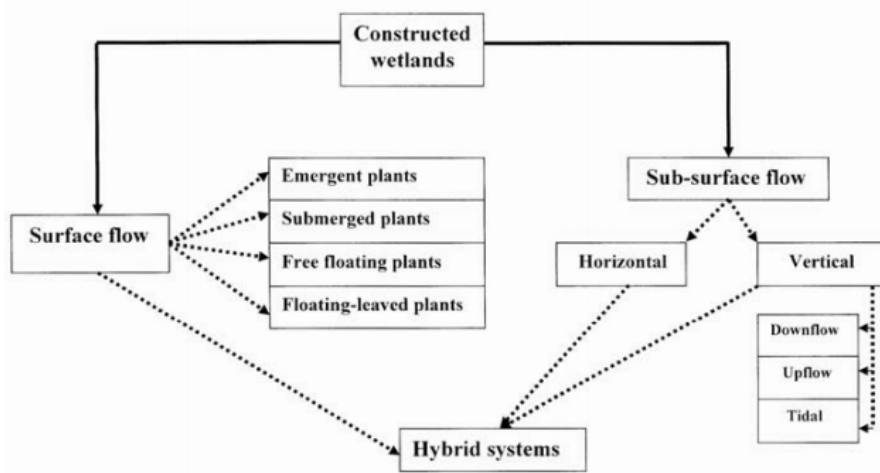 Constructed
wetlands
Emergent plants
Sub-surface flow
Submerged plants
Surface flow
Free floating plants
Horizontal
Vertical
Floating-leaved plants
Downflow
Upflow
Tidal
Hybrid systems